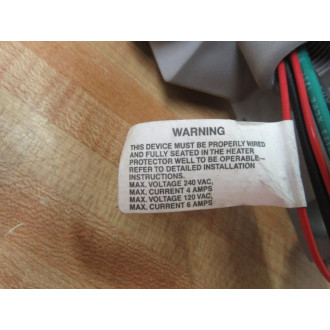 WARNING
THIS DEVICE MUST BE PROPERLY WIRED
AND FULLY SEATED IN THE HEATER
PROTECTOR WELL TO BE OPERABLE–
REFER TO DETAILED INSTALLATION
INSTRUCTIONS.
MAX. VOLTAGE 240 VAC,
MAX. CURRENT 4 AMPS
MAX. VOLTAGE 120 VAC,
MAX. CURRENT 6 AMPS